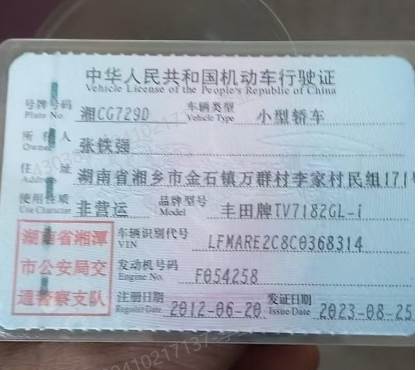 中华人民共和国机动车行驶证
Vehicle License of the People's Republic of China
号牌号码 湘CG729D 车辆类型 小型轿车
Plate No. Vehicle Type
所有人 张铁强
Owner
住址 湖南省湘乡市金石镇万群村李家村民组171
Address
使用性质 非营运 品牌型号 丰田牌TV7182GL-i
Use Character Model
湖南省湘潭
市公安局交
通警察支队
车辆识别代号 LFMARE2C8C0368314
VIN
发动机号码 F054258
Engine No.
注册日期 2012-06-20 发证日期 2023-08-25
Register Date Issue Date